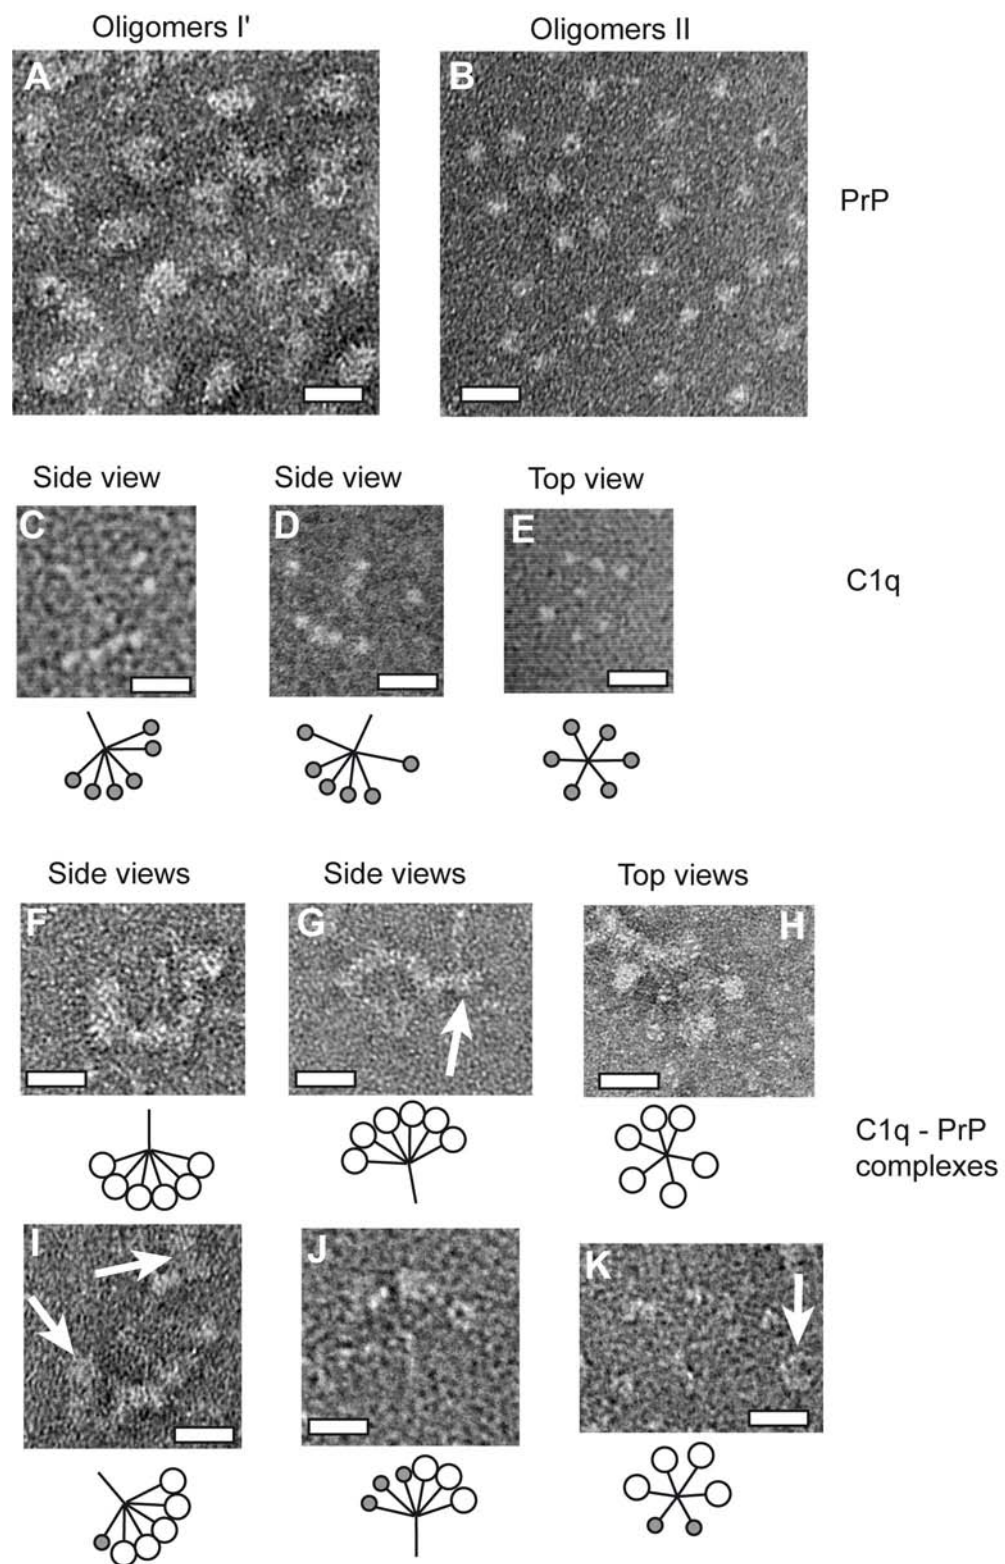 Oligomers I'
Oligomers II
A
B
PrP
Side view
Side view
Top view
C
D
E
C1q
Side views
Side views
Top views
F
G
H
C1q - PrP
complexes
I
J
K